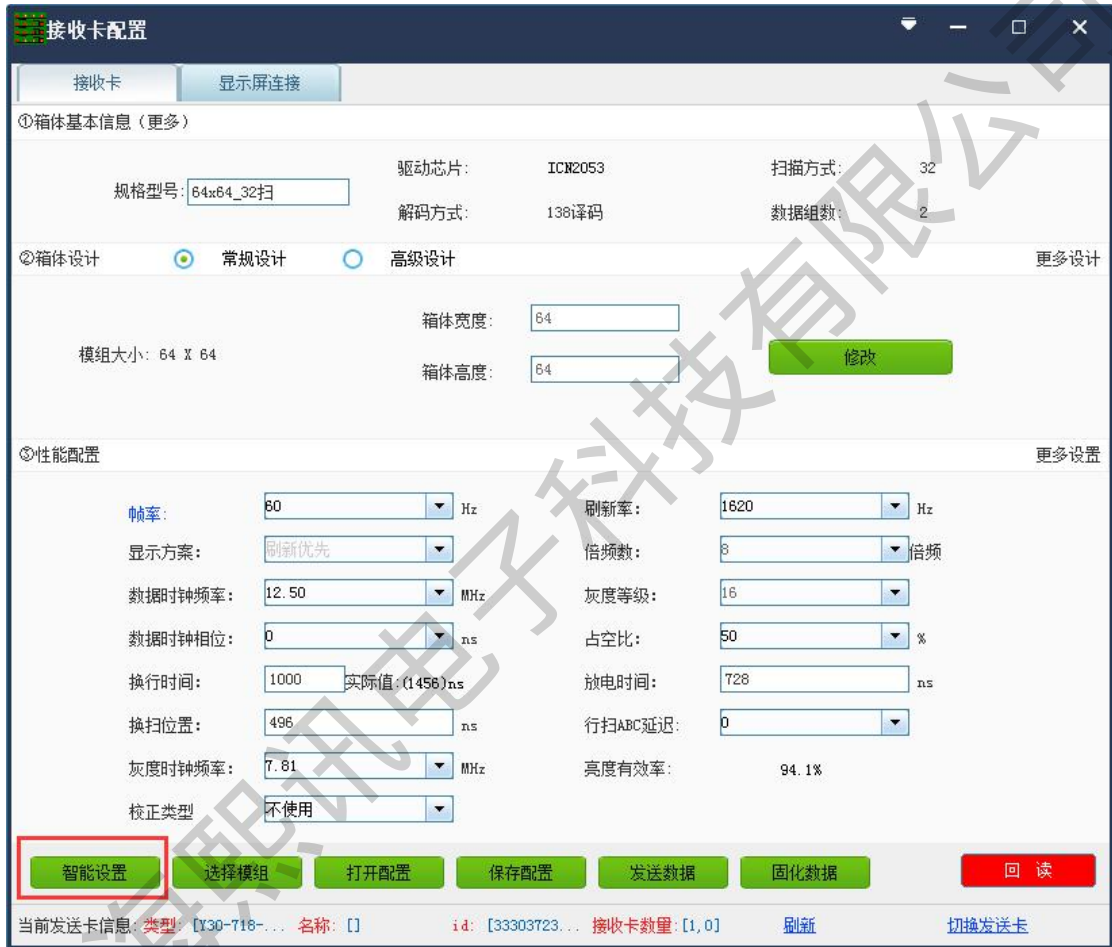 接收卡配置
接收卡 显示屏连接
①箱体基本信息（更多）
规格型号: 64x64_32扫 驱动芯片: ICN2053 扫描方式: 32
解码方式: 138译码 数据组数: 2
②箱体设计 常规设计 高级设计 更多设计
模组大小: 64 X 64 箱体宽度: 64
箱体高度: 64 修改
③性能配置 更多设置
帧率: 60 Hz 刷新率: 1620 Hz
显示方案: 刷新优先 倍频数: 8 倍频
数据时钟频率: 12.50 MHz 灰度等级: 16
数据时钟相位: 0 ns 占空比: 50 %
换行时间: 1000 实际值:(1456)ns 放电时间: 728 ns
换扫位置: 496 ns 行扫ABC延迟: 0
灰度时钟频率: 7.81 MHz 亮度有效率: 94.1%
校正类型 不使用
智能设置 选择模组 打开配置 保存配置 发送数据 固化数据 回 读
当前发送卡信息: 类型: [Y30-718-... 名称: [] id: [33303723... 接收卡数量:[1,0] 刷新 切换发送卡
海熙讯电子科技有限公司